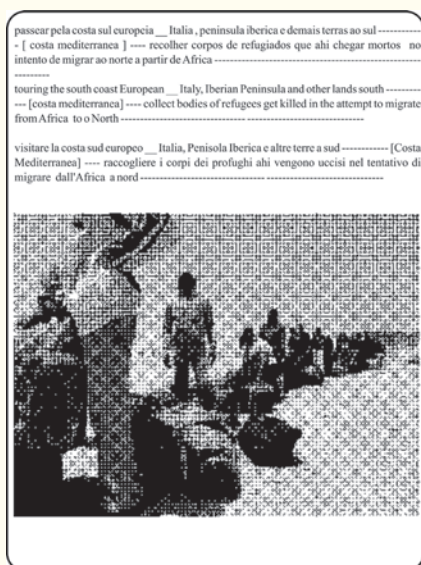 passear pela costa sul europeia __ Italia , peninsula iberica e demais terras ao sul -----------
- [ costa mediterranea ] ---- recolher corpos de refugiados que ahi chegar mortos no
intento de migrar ao norte a partir de Africa ----------------------------------------------------
---------
touring the south coast European __ Italy, Iberian Peninsula and other lands south ---------
--- [costa mediterranea] ---- collect bodies of refugees get killed in the attempt to migrate
from Africa to o North ------------------------------- -----------------------------
visitare la costa sud europeo __ Italia, Penisola Iberica e altre terre a sud ------------ [Costa
Mediterranea] ---- raccogliere i corpi dei profughi ahi vengono uccisi nel tentativo di
migrare dall'Africa a nord ------------------------------- -----------------------------